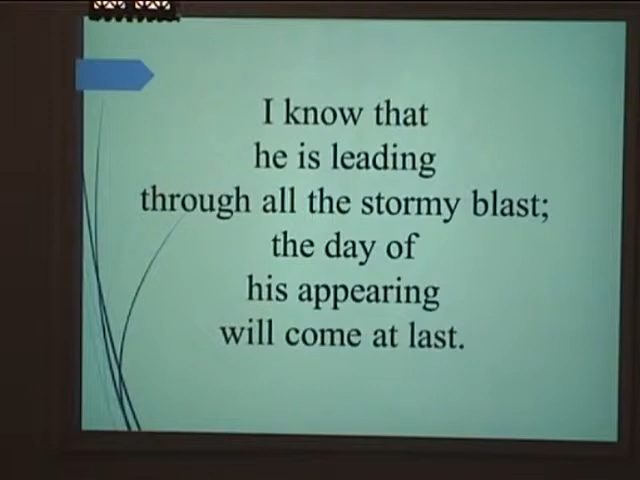 I know that
he is leading
through all the stormy blast;
the day of
his appearing
will come at last.